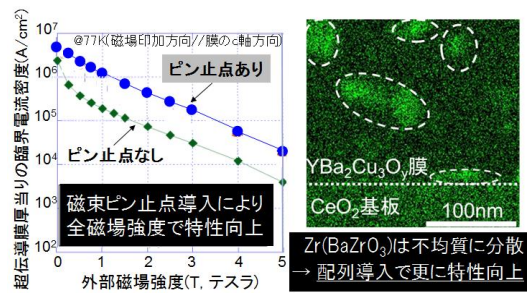 超伝導膜厚当りの臨界電流密度(A/cm²)
10⁷
10⁶
10⁵
10⁴
10³
10²
@77K(磁場印加方向//膜のc軸方向)
ピン止点あり
ピン止点なし
磁束ピン止点導入により
全磁場強度で特性向上
0 1 2 3 4 5
外部磁場強度(T, テスラ)
YBa₂Cu₃Oy膜
CeO₂基板
100nm
Zr(BaZrO₃)は不均質に分散
→ 配列導入で更に特性向上